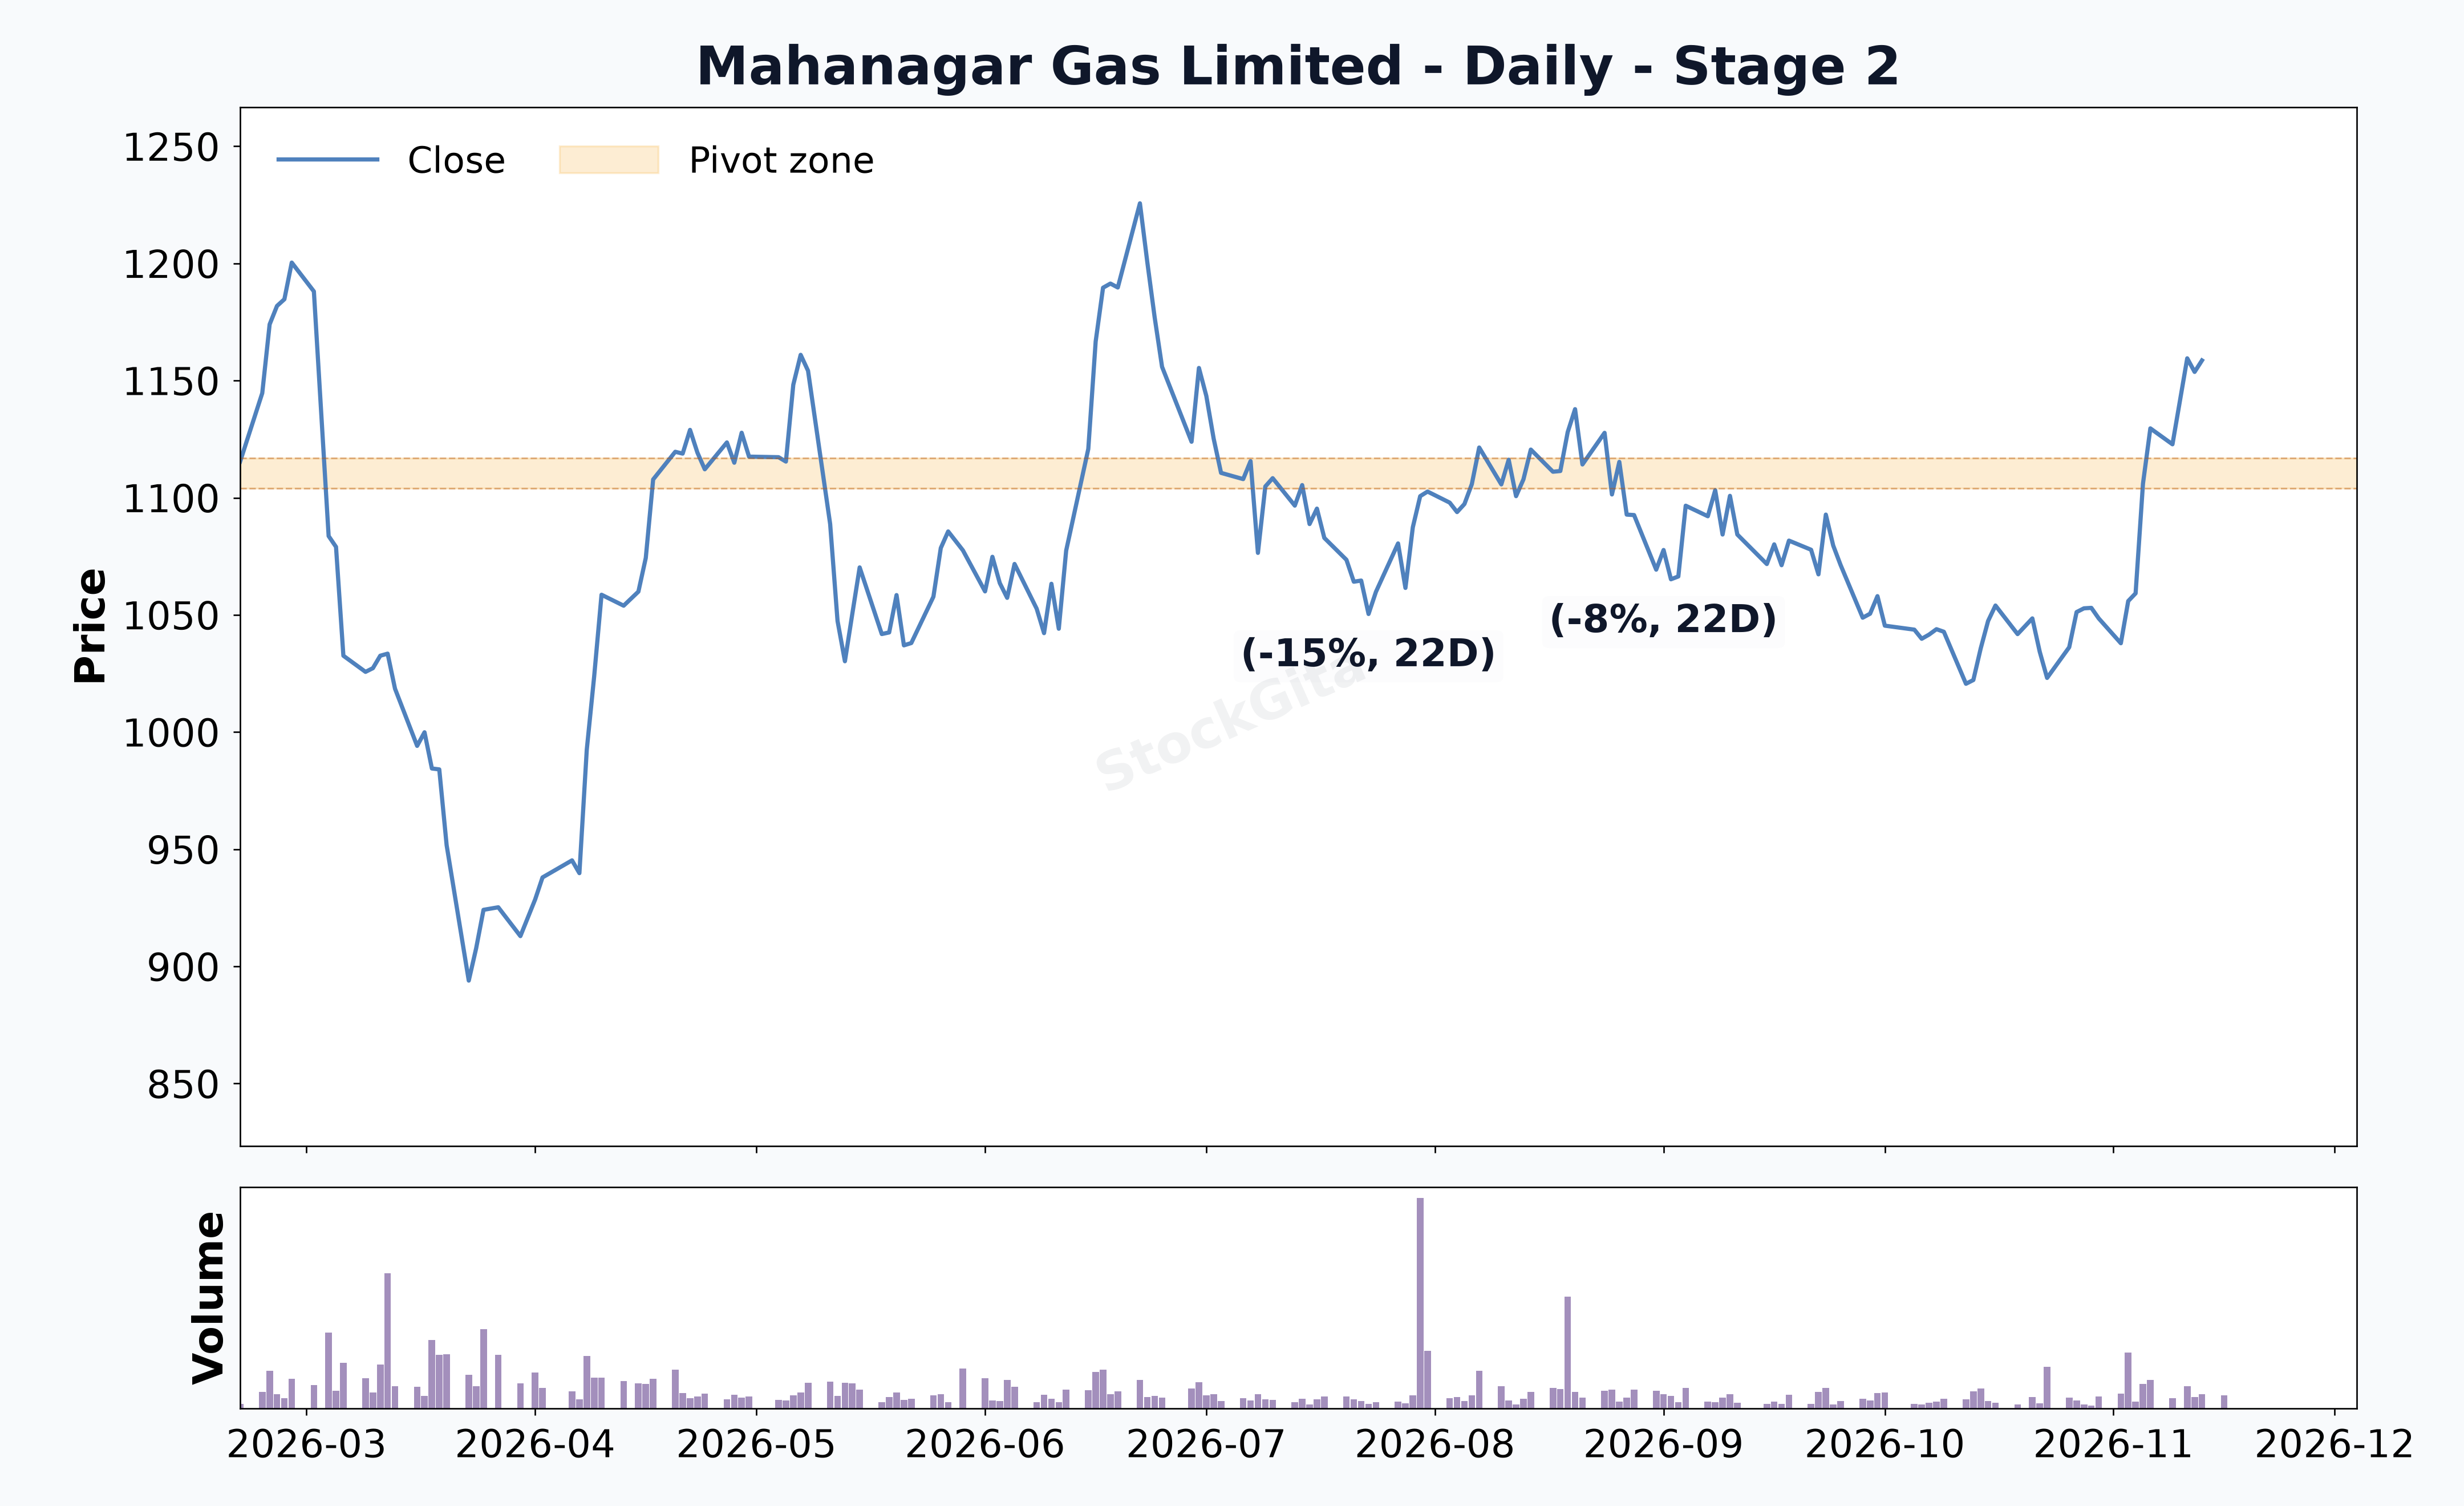 Mahanagar Gas Limited - Daily - Stage 2
Close
Pivot zone
1250
1200
1150
1100
1050
1000
950
900
850
Price
(-15%, 22D)
(-8%, 22D)
StockGita
Volume
2026-03
2026-04
2026-05
2026-06
2026-07
2026-08
2026-09
2026-10
2026-11
2026-12